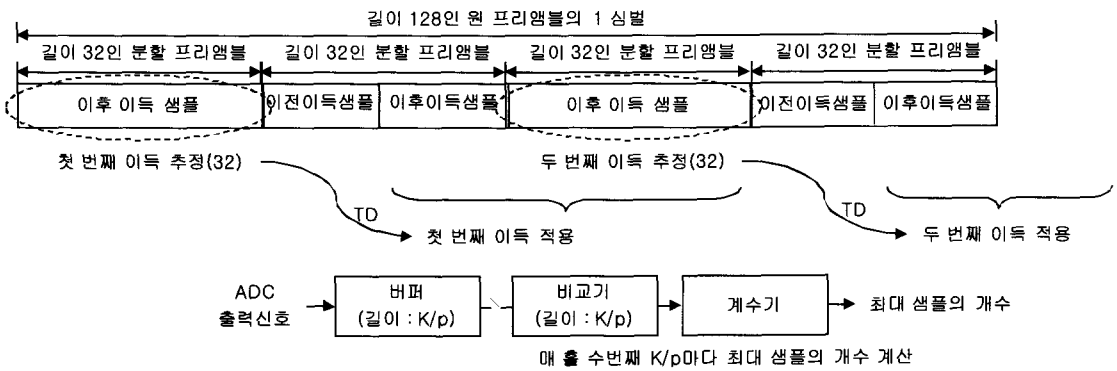 길이 128인 원 프리앰블의 1 심벌
길이 32인 분할 프리앰블 길이 32인 분할 프리앰블 길이 32인 분할 프리앰블 길이 32인 분할 프리앰블
이후 이득 샘플 이전이득샘플 이후이득샘플 이후 이득 샘플 이전이득샘플 이후이득샘플
첫 번째 이득 추정(32) 두 번째 이득 추정(32)
TD TD
첫 번째 이득 적용 두 번째 이득 적용
ADC 출력신호
버퍼
(길이 : K/p)
비교기
(길이 : K/p)
계수기
최대 샘플의 개수
매 홀 수번째 K/p마다 최대 샘플의 개수 계산